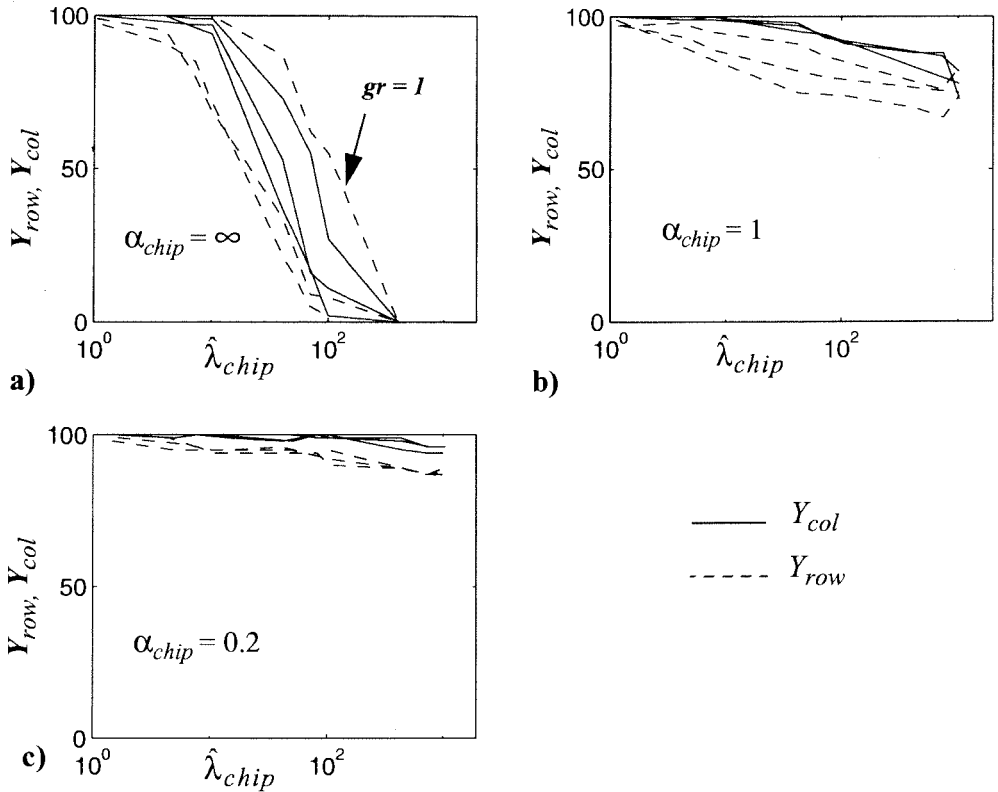 100
50
0
Y_row, Y_col
gr = 1
α_chip = ∞
10^0
10^2
λ̂_chip
a)
100
50
0
Y_row, Y_col
α_chip = 1
10^0
10^2
λ̂_chip
b)
100
50
0
Y_row, Y_col
α_chip = 0.2
10^0
10^2
λ̂_chip
c)
Y_col
Y_row